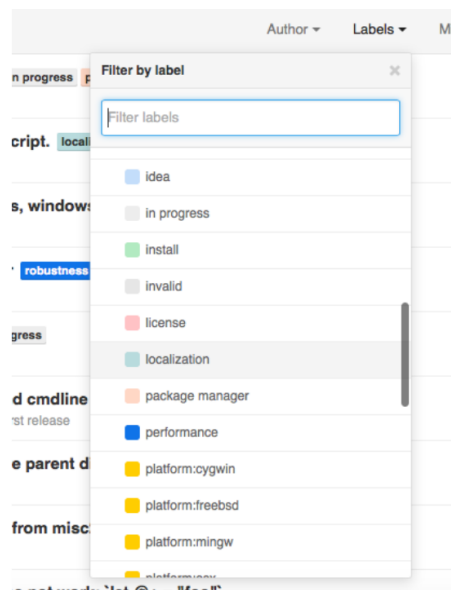 Author Labels M
Filter by label
n progress p
Filter labels
cript. locali
idea
in progress
s, windows
install
robustness
invalid
license
gress
localization
d cmdline
package manager
rst release
performance
e parent d
platform:cygwin
platform:freebsd
from misc
platform:mingw